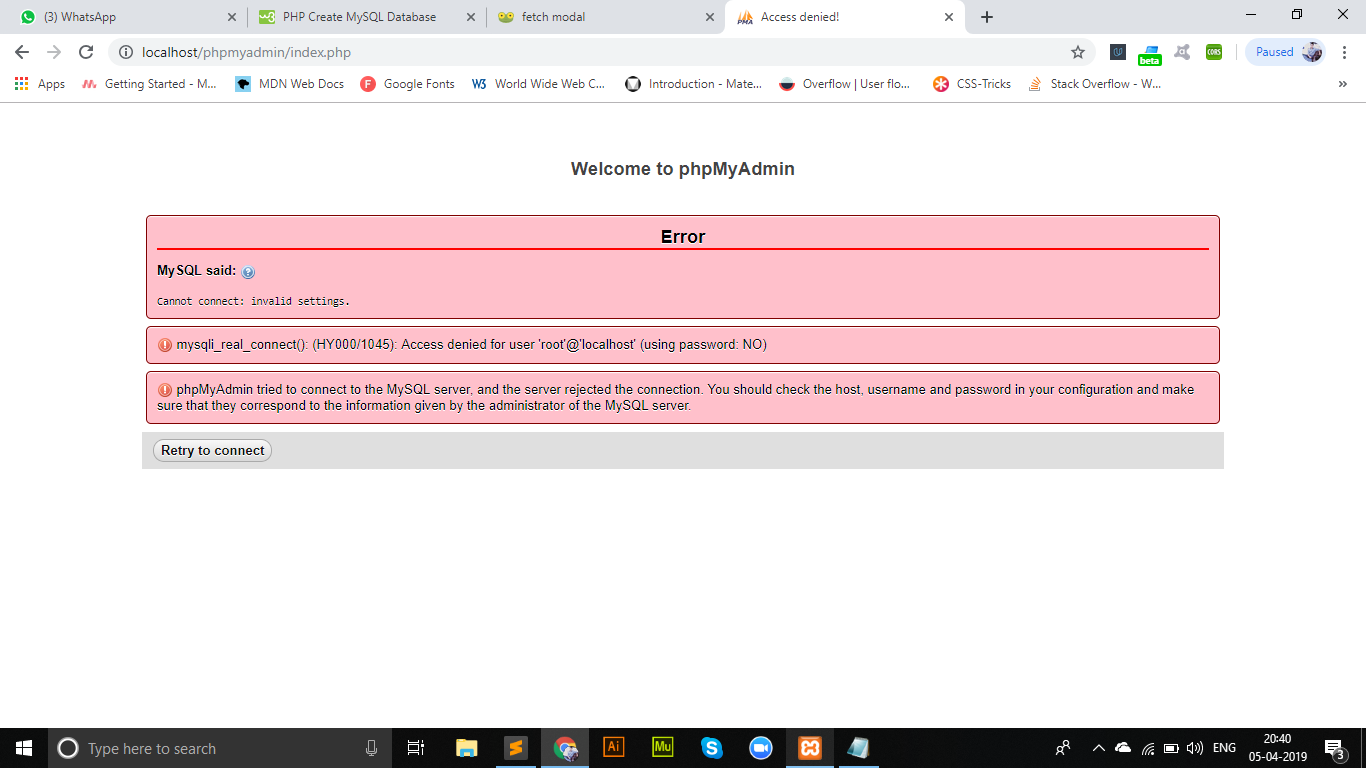 (3) WhatsApp
PHP Create MySQL Database
fetch modal
Access denied!
localhost/phpmyadmin/index.php
beta
CORS
Paused
Apps
Getting Started - M...
MDN Web Docs
Google Fonts
World Wide Web C...
Introduction - Mate...
Overflow | User flo...
CSS-Tricks
Stack Overflow - W...
Welcome to phpMyAdmin
Error
MySQL said:
Cannot connect: invalid settings.
mysqli_real_connect(): (HY000/1045): Access denied for user 'root'@'localhost' (using password: NO)
phpMyAdmin tried to connect to the MySQL server, and the server rejected the connection. You should check the host, username and password in your configuration and make
sure that they correspond to the information given by the administrator of the MySQL server.
Retry to connect
Type here to search
Ai
Mu
ENG
20:40
05-04-2019
3